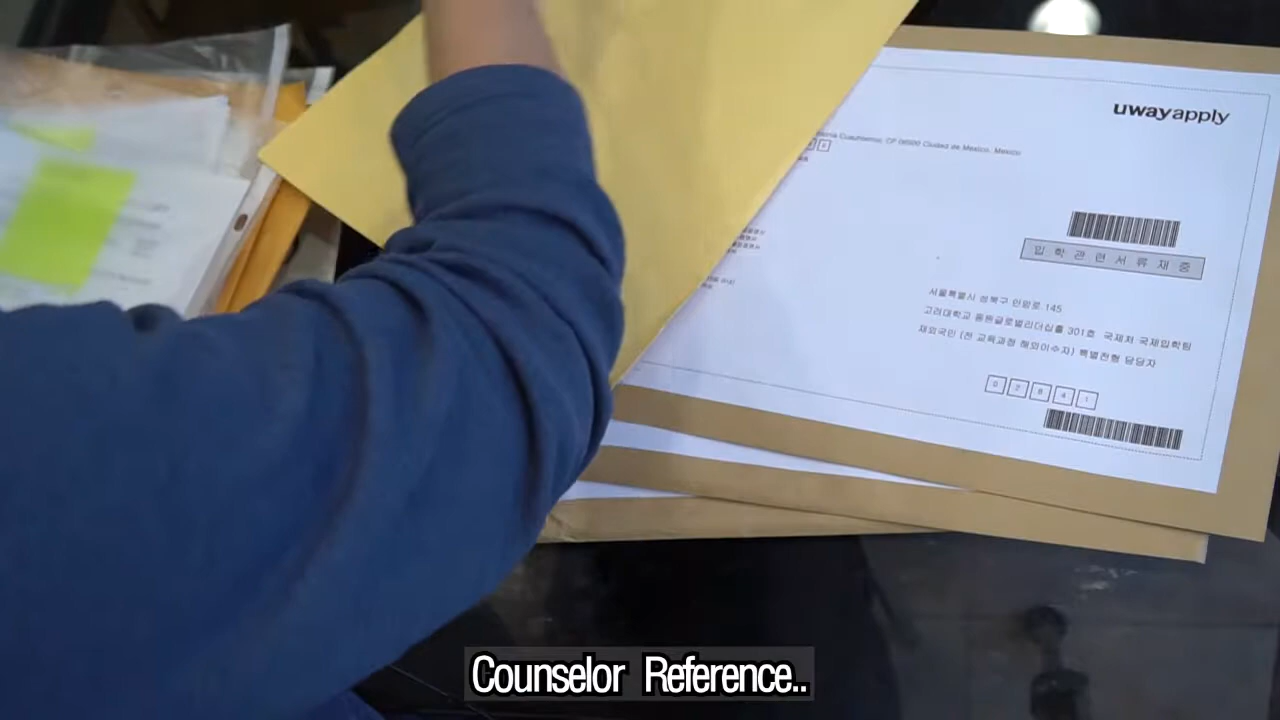 uwayapply
Cuauhtemoc, CP 06500 Ciudad de Mexico, Mexico
입학관련서류재중
서울특별시 성북구 안암로 145
고려대학교 동원글로벌리더십홀 301호 국제처 국제입학팀
재외국민 (전 교육과정 해외이수자) 특별전형 담당자
0 2 8 4 1
Counselor Reference..